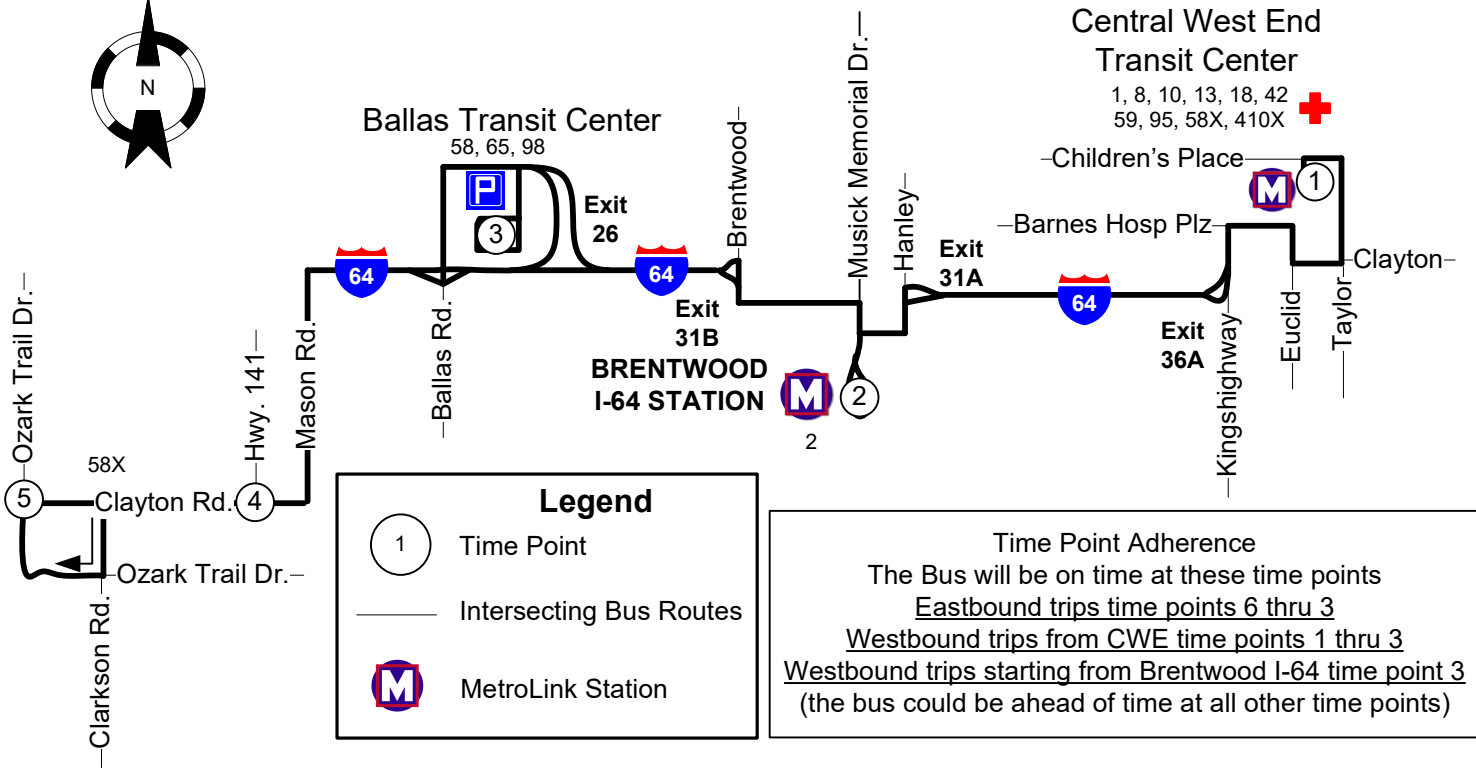 N
Ballas Transit Center
58, 65, 98
P
3
Exit
26
Brentwood
Musick Memorial Dr.
Hanley
Central West End
Transit Center
1, 8, 10, 13, 18, 42
59, 95, 58X, 410X
Children's Place
M
1
Barnes Hosp Plz
Clayton
Exit
31A
64
64
64
Exit
31B
Exit
36A
Kingshighway
Euclid
Taylor
BRENTWOOD
I-64 STATION
M
2
2
Ozark Trail Dr.
Hwy. 141
Mason Rd.
Ballas Rd.
58X
5
Clayton Rd.
4
Ozark Trail Dr.
Clarkson Rd.
Legend
1 Time Point
Intersecting Bus Routes
M MetroLink Station
Time Point Adherence
The Bus will be on time at these time points
Eastbound trips time points 6 thru 3
Westbound trips from CWE time points 1 thru 3
Westbound trips starting from Brentwood I-64 time point 3
(the bus could be ahead of time at all other time points)